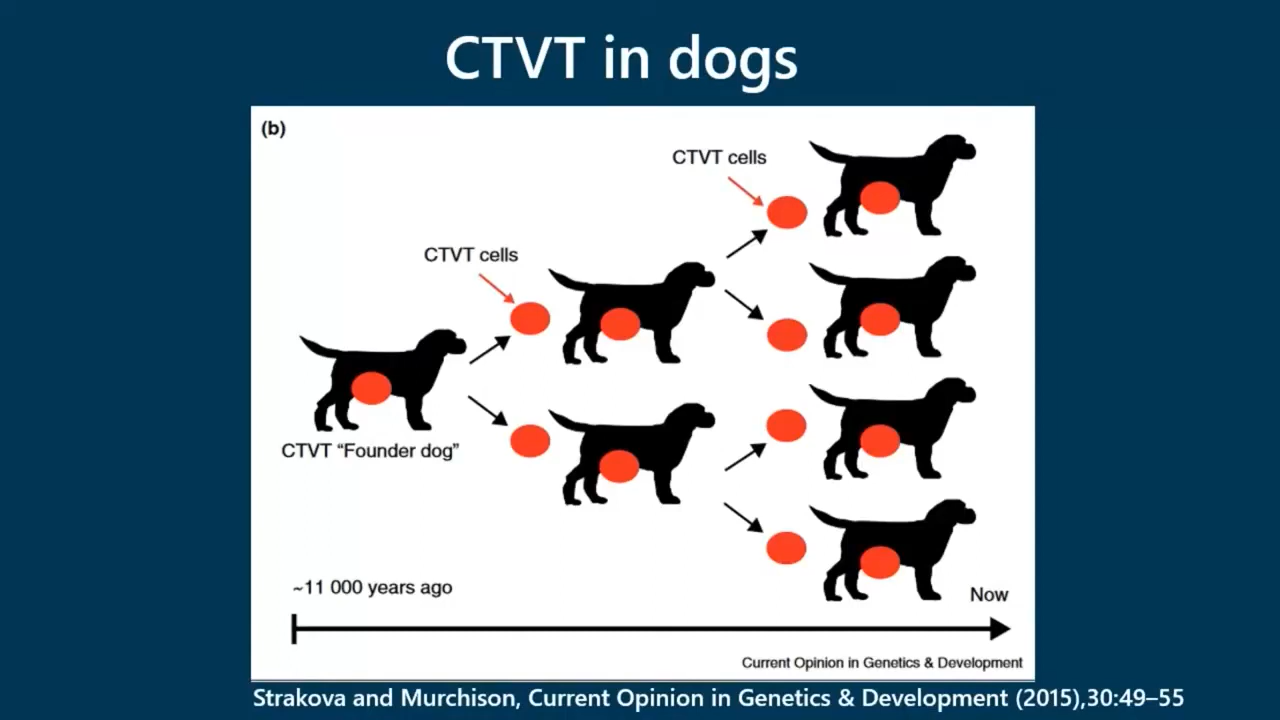 CTVT in dogs
(b)
CTVT cells
CTVT cells
CTVT “Founder dog”
~11 000 years ago
Now
Current Opinion in Genetics & Development
Strakova and Murchison, Current Opinion in Genetics & Development (2015),30:49–55